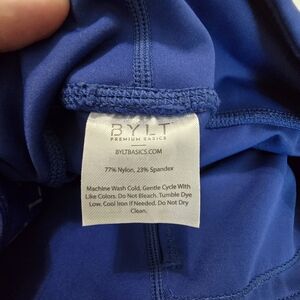 BYLT
PREMIUM BASICS
BYLTBASICS.COM
77% Nylon, 23% Spandex
Machine Wash Cold, Gentle Cycle With
Like Colors. Do Not Bleach. Tumble Dry
Low, Cool Iron If Needed. Do Not Dry
Clean.